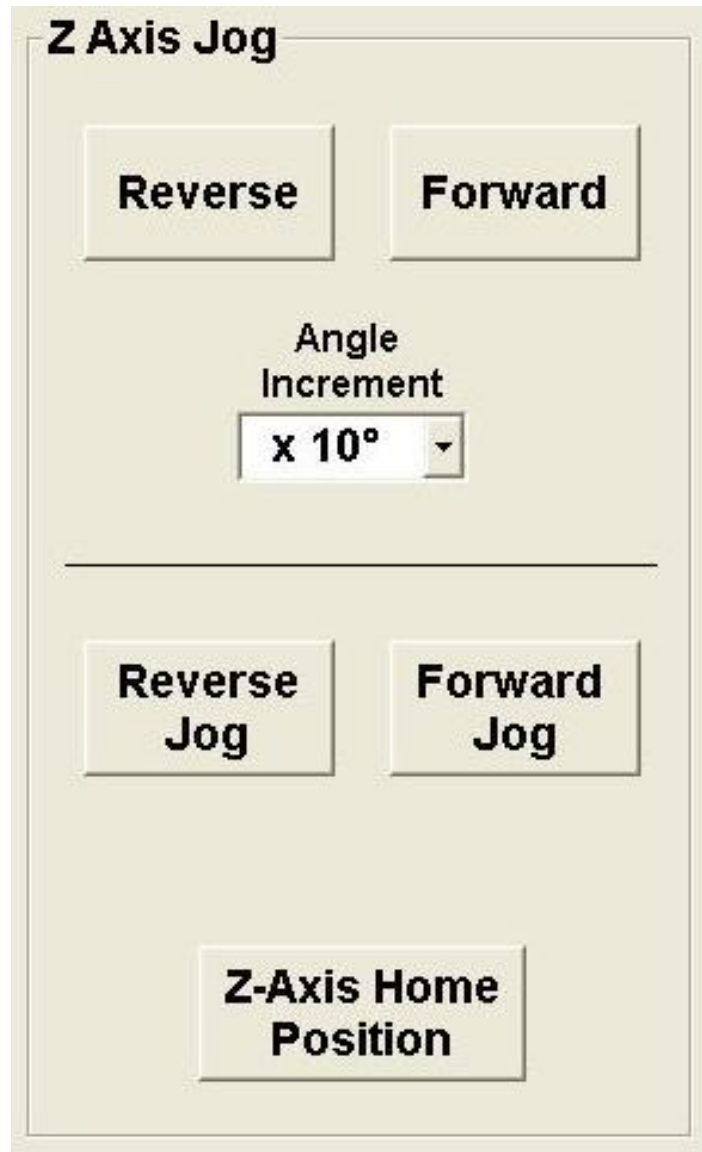 Z Axis Jog
Reverse
Forward
Angle
Increment
x 10°
Reverse
Jog
Forward
Jog
Z-Axis Home
Position